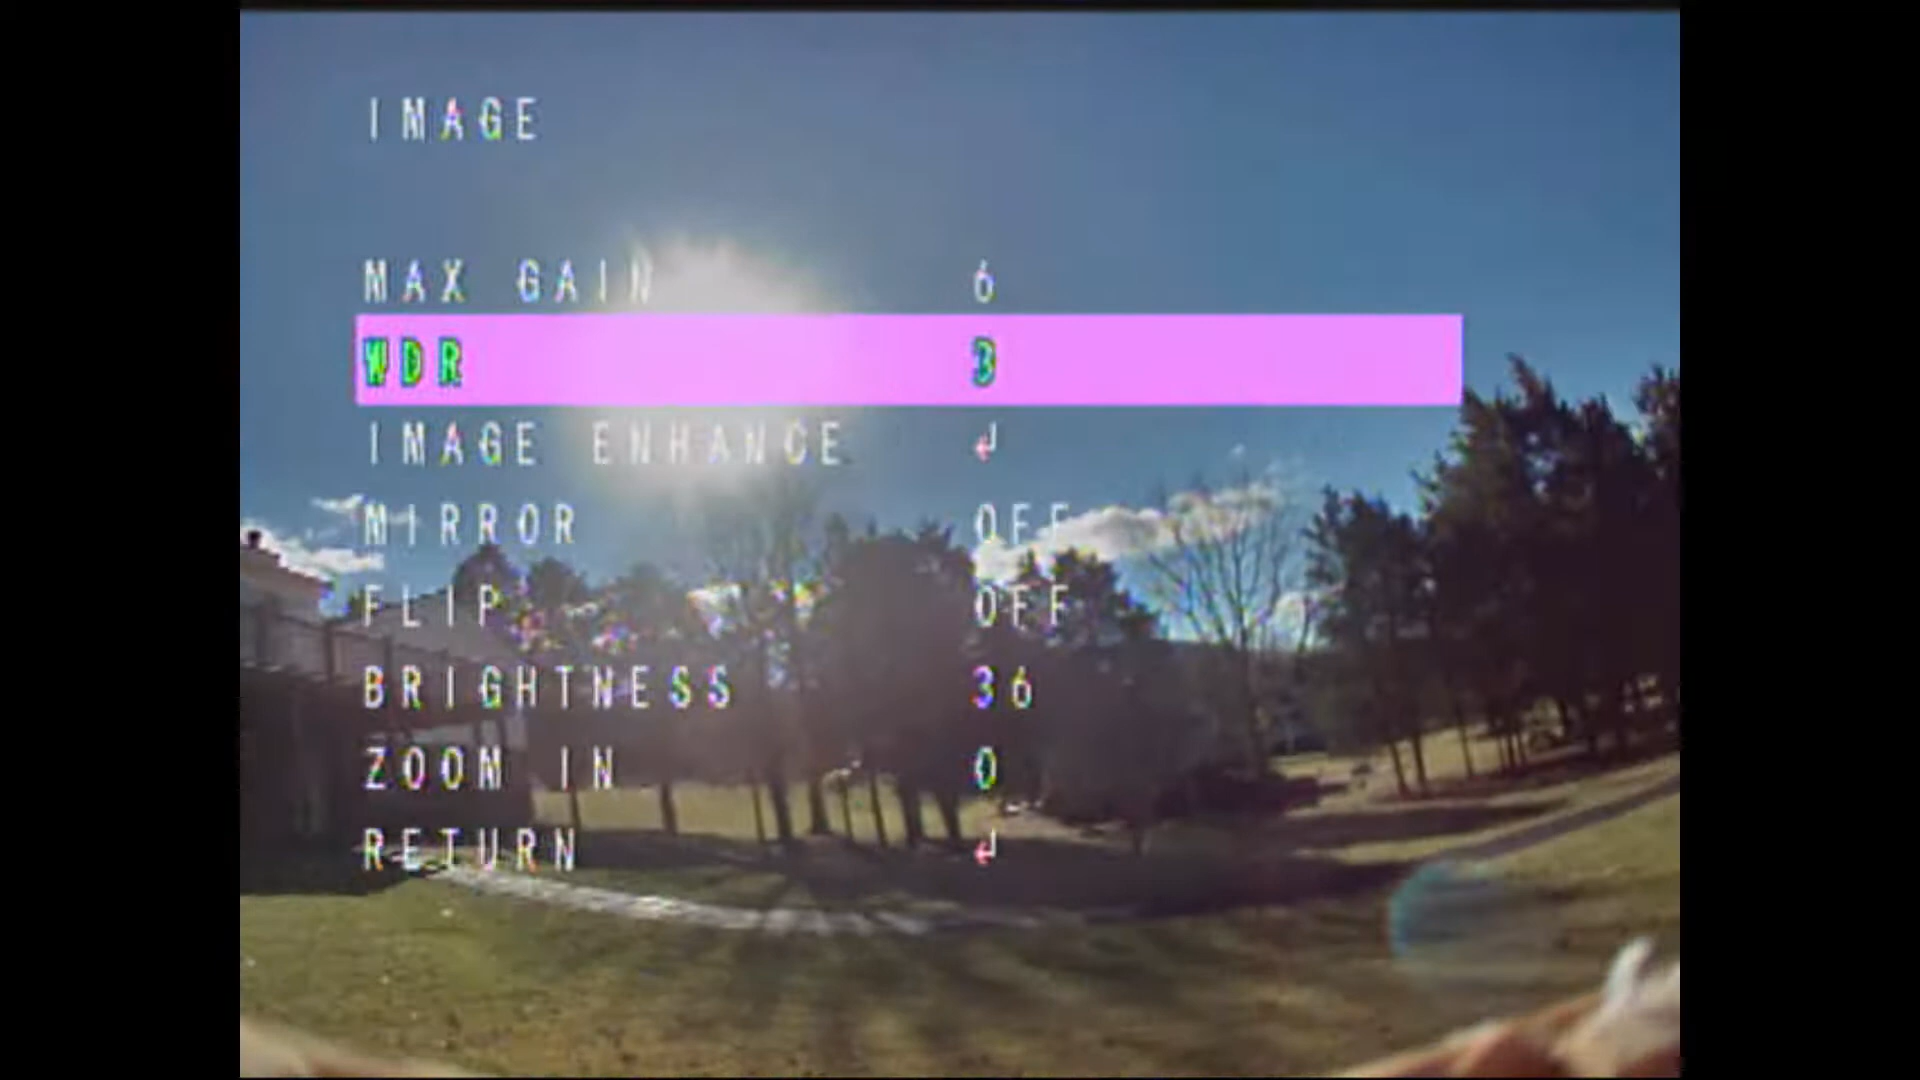 IMAGE
MAX GAIN 6
WDR 3
IMAGE ENHANCE ↲
MIRROR OFF
FLIP OFF
BRIGHTNESS 36
ZOOM IN 0
RETURN ↲